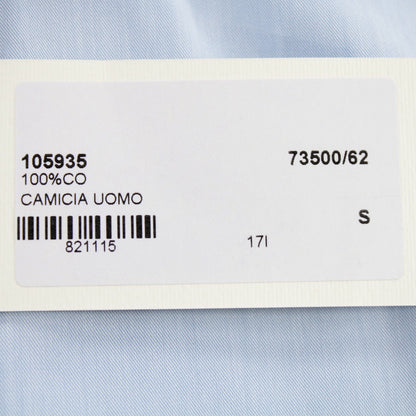 105935 73500/62
100%CO
CAMICIA UOMO
S
821115
17I